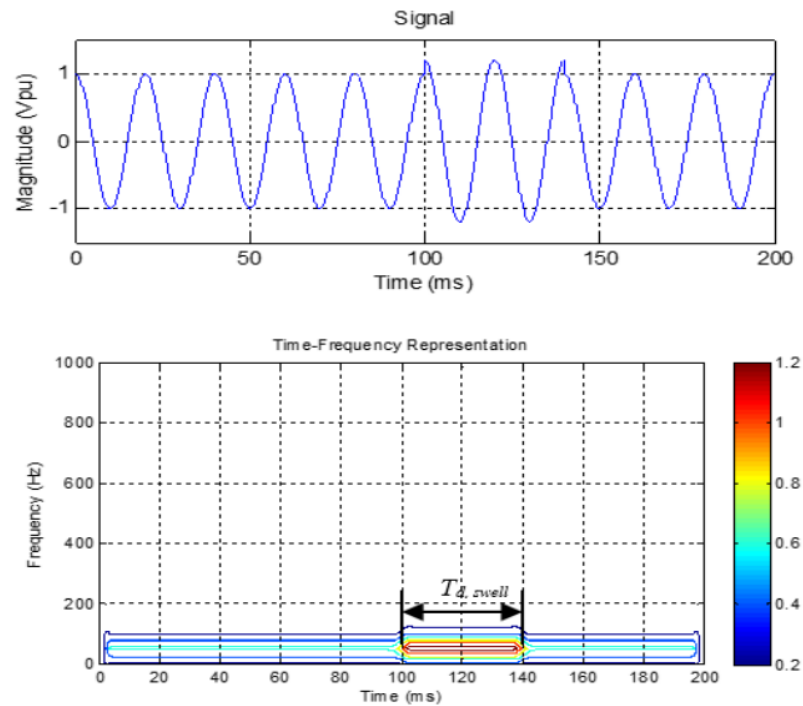 Signal
Magnitude (Vpu)
1
0
-1
0 50 100 150 200
Time (ms)
Time-Frequency Representation
Frequency (Hz)
1000
800
600
400
200
0
T d, swell
0 20 40 60 80 100 120 140 160 180 200
Time (ms)
1.2
1
0.8
0.6
0.4
0.2